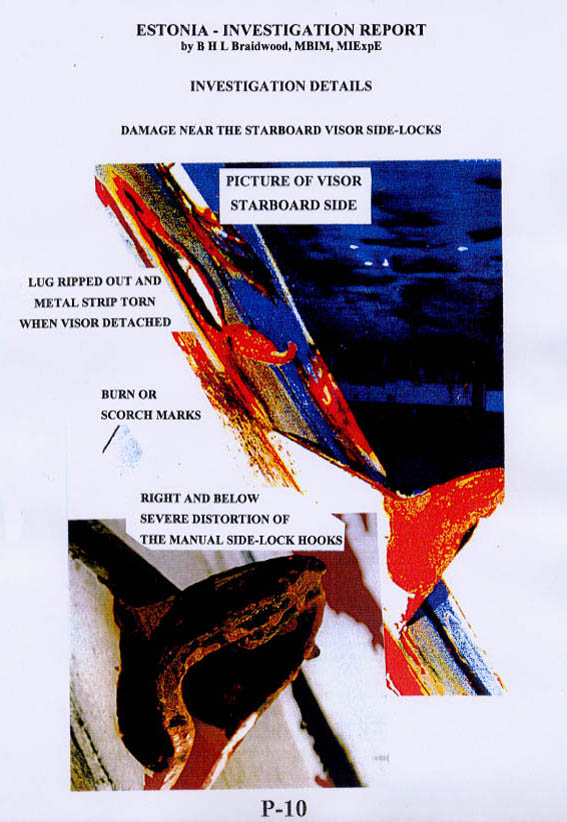 ESTONIA - INVESTIGATION REPORT
by B H L Braidwood, MBIM, MIExpE
INVESTIGATION DETAILS
DAMAGE NEAR THE STARBOARD VISOR SIDE-LOCKS
PICTURE OF VISOR
STARBOARD SIDE
LUG RIPPED OUT AND
METAL STRIP TORN
WHEN VISOR DETACHED
BURN OR
SCORCH MARKS
RIGHT AND BELOW
SEVERE DISTORTION OF
THE MANUAL SIDE-LOCK HOOKS
P-10